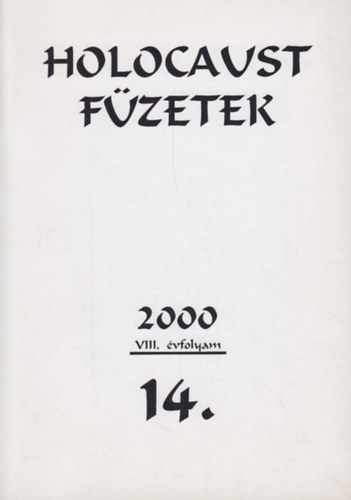 HOLOCAUST
FÜZETEK
2000
VIII. évfolyam
14.